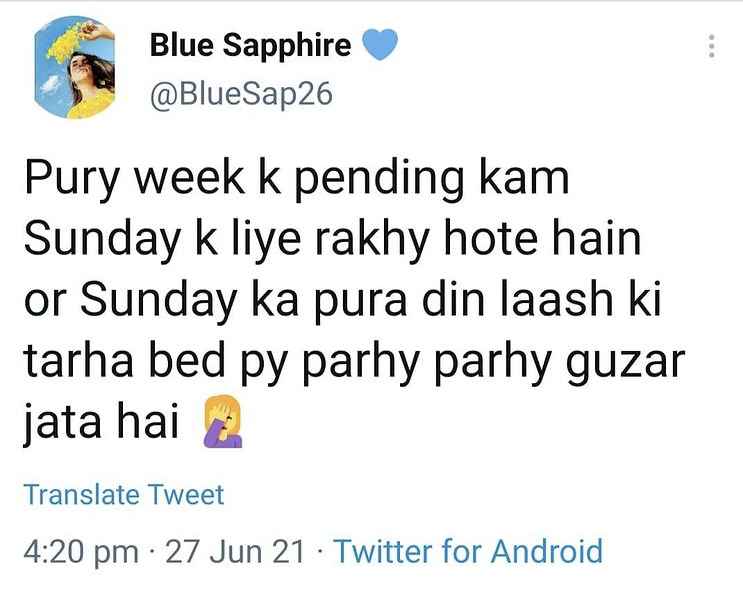 Blue Sapphire 💙
@BlueSap26
Pury week k pending kam
Sunday k liye rakhy hote hain
or Sunday ka pura din laash ki
tarha bed py parhy parhy guzar
jata hai 🤦‍♀️
Translate Tweet
4:20 pm · 27 Jun 21 · Twitter for Android